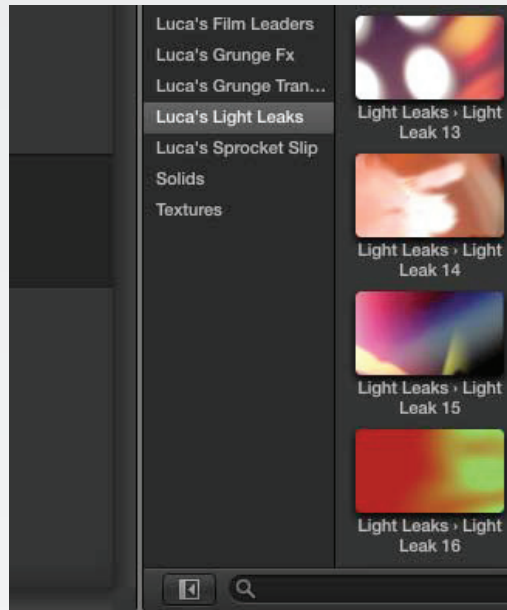 Luca's Film Leaders
Luca's Grunge Fx
Luca's Grunge Tran...
Luca's Light Leaks
Luca's Sprocket Slip
Solids
Textures
Light Leaks › Light
Leak 13
Light Leaks › Light
Leak 14
Light Leaks › Light
Leak 15
Light Leaks › Light
Leak 16